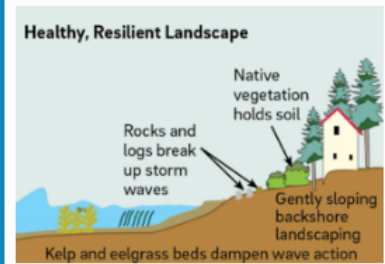 Healthy, Resilient Landscape
Native
vegetation
holds soil
Rocks and
logs break
up storm
waves
Gently sloping
backshore
landscaping
Kelp and eelgrass beds dampen wave action